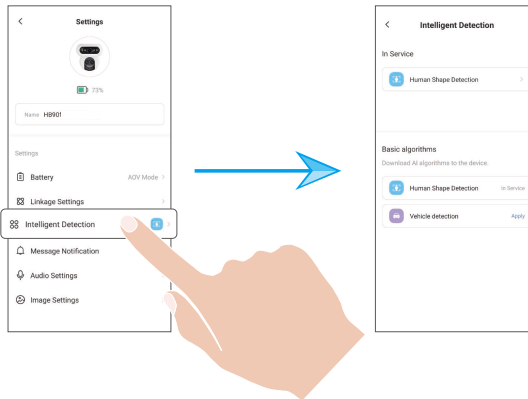 Settings
73%
Name HB901
Settings
Battery AOV Mode
Linkage Settings
Intelligent Detection
Message Notification
Audio Settings
Image Settings
Intelligent Detection
In Service
Human Shape Detection
Basic algorithms
Download AI algorithms to the device.
Human Shape Detection In Service
Vehicle detection Apply